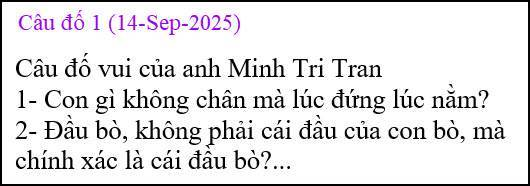 Câu đố 1 (14-Sep-2025)
Câu đố vui của anh Minh Tri Tran
1- Con gì không chân mà lúc đứng lúc nằm?
2- Đầu bò, không phải cái đầu của con bò, mà
chính xác là cái đầu bò?...